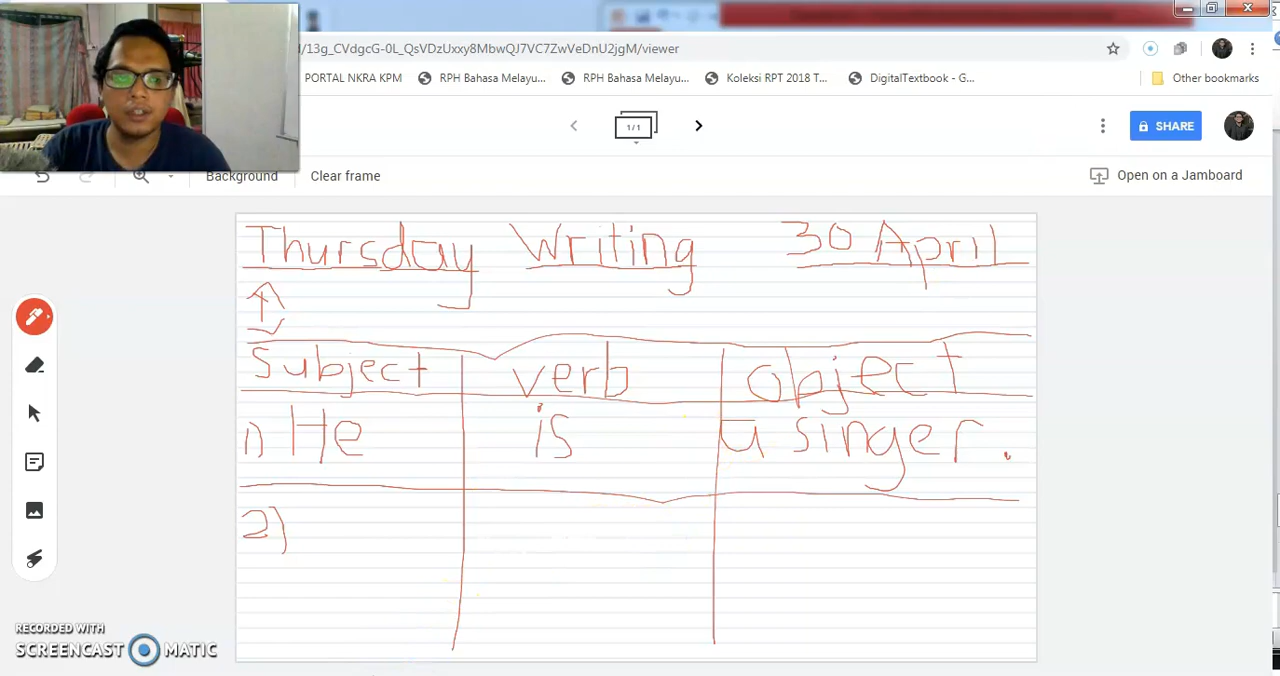 /13g_CVdgcG-0L_QsVDzUxy8MbwQJ7VC7ZwVeDnU2jgM/viewer
PORTAL NKRA KPM RPH Bahasa Melayu... RPH Bahasa Melayu... Koleksi RPT 2018 T... DigitalTextbook - G... Other bookmarks
1/1 SHARE
Background Clear frame Open on a Jamboard
Thursday Writing 30 April
Subject verb object
1) He is a singer.
2)
RECORDED WITH
SCREENCAST MATIC